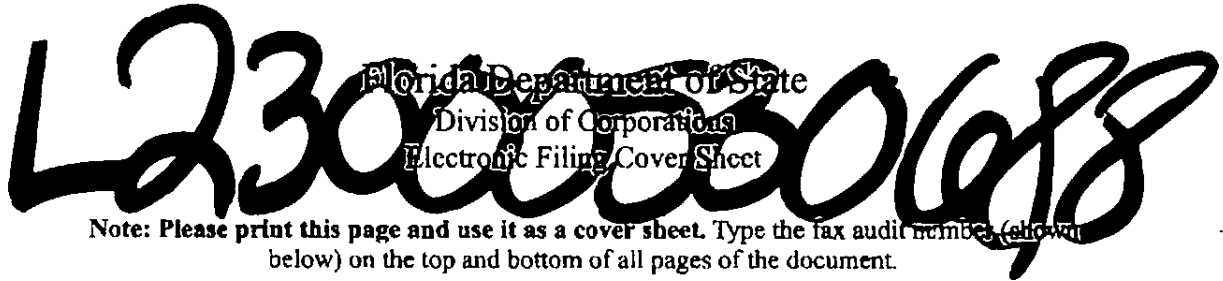 L23000530688
Florida Department of State
Division of Corporations
Electronic Filing Cover Sheet
Note: Please print this page and use it as a cover sheet. Type the fax audit number (shown
below) on the top and bottom of all pages of the document.